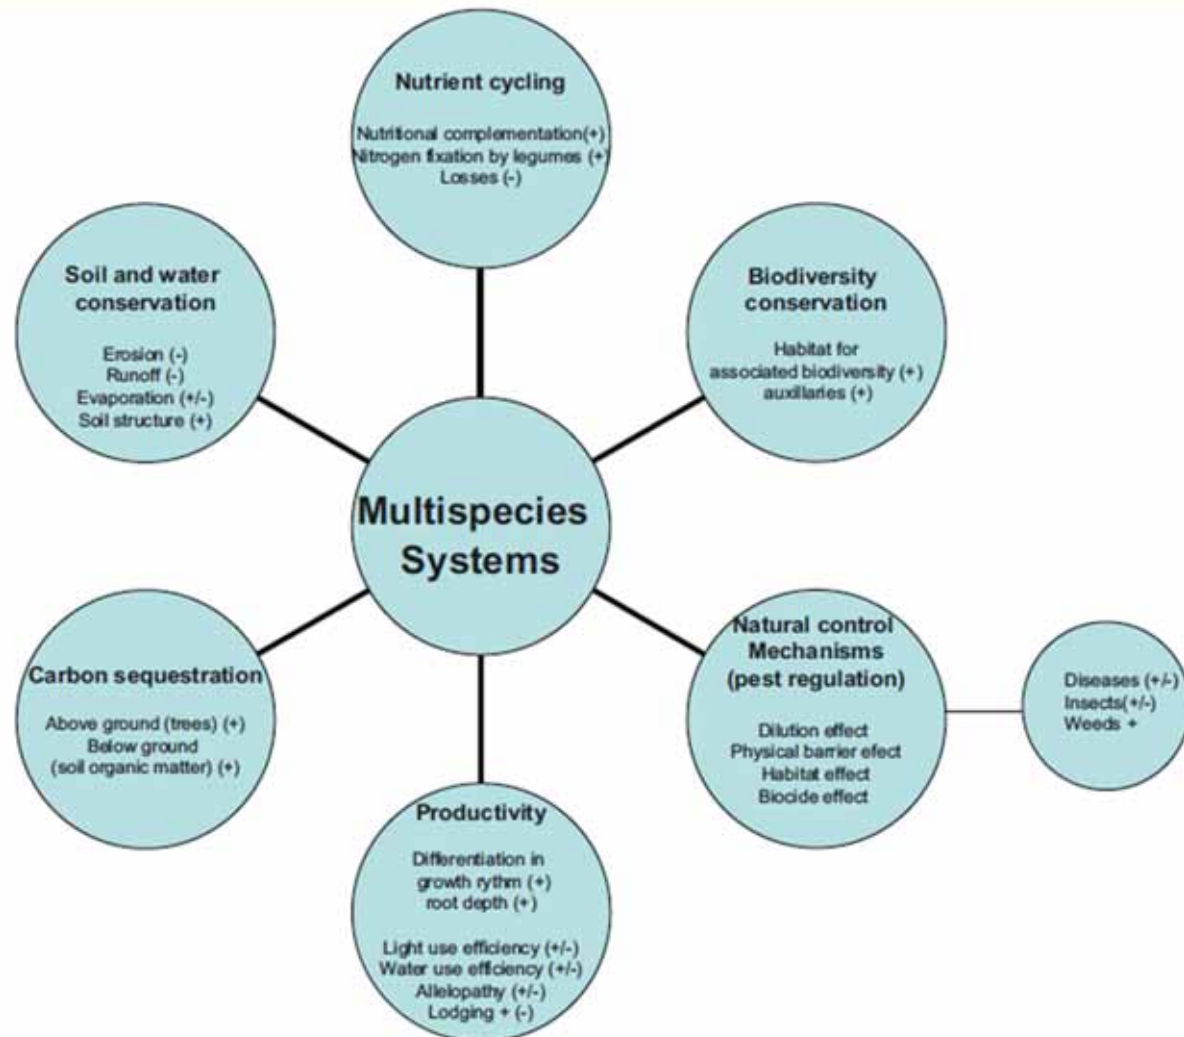 Nutrient cycling
Nutritional complementation(+)
Nitrogen fixation by legumes (+)
Losses (-)
Soil and water
conservation
Erosion (-)
Runoff (-)
Evaporation (+/-)
Soil structure (+)
Biodiversity
conservation
Habitat for
associated biodiversity (+)
auxillaries (+)
Multispecies
Systems
Carbon sequestration
Above ground (trees) (+)
Below ground
(soil organic matter) (+)
Natural control
Mechanisms
(pest regulation)
Dilution effect
Physical barrier efect
Habitat effect
Biocide effect
Diseases (+/-)
Insects(+/-)
Weeds +
Productivity
Differentiation in
growth rythm (+)
root depth (+)
Light use efficiency (+/-)
Water use efficiency (+/-)
Allelopathy (+/-)
Lodging + (-)